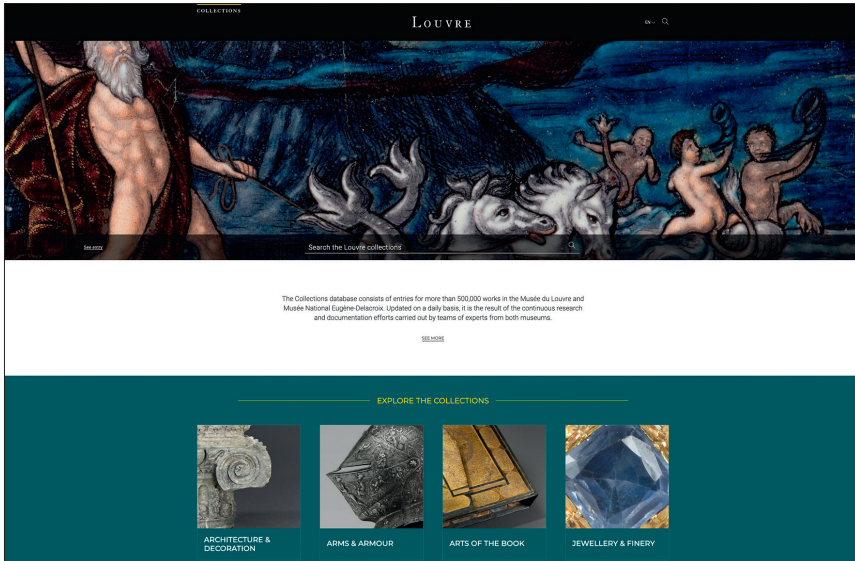 COLLECTIONS
LOUVRE
EN
See entry
Search the Louvre collections
The Collections database consists of entries for more than 500,000 works in the Musée du Louvre and
Musée National Eugène-Delacroix. Updated on a daily basis, it is the result of the continuous research
and documentation efforts carried out by teams of experts from both museums.
SEE MORE
EXPLORE THE COLLECTIONS
ARCHITECTURE &
DECORATION
ARMS & ARMOUR
ARTS OF THE BOOK
JEWELLERY & FINERY